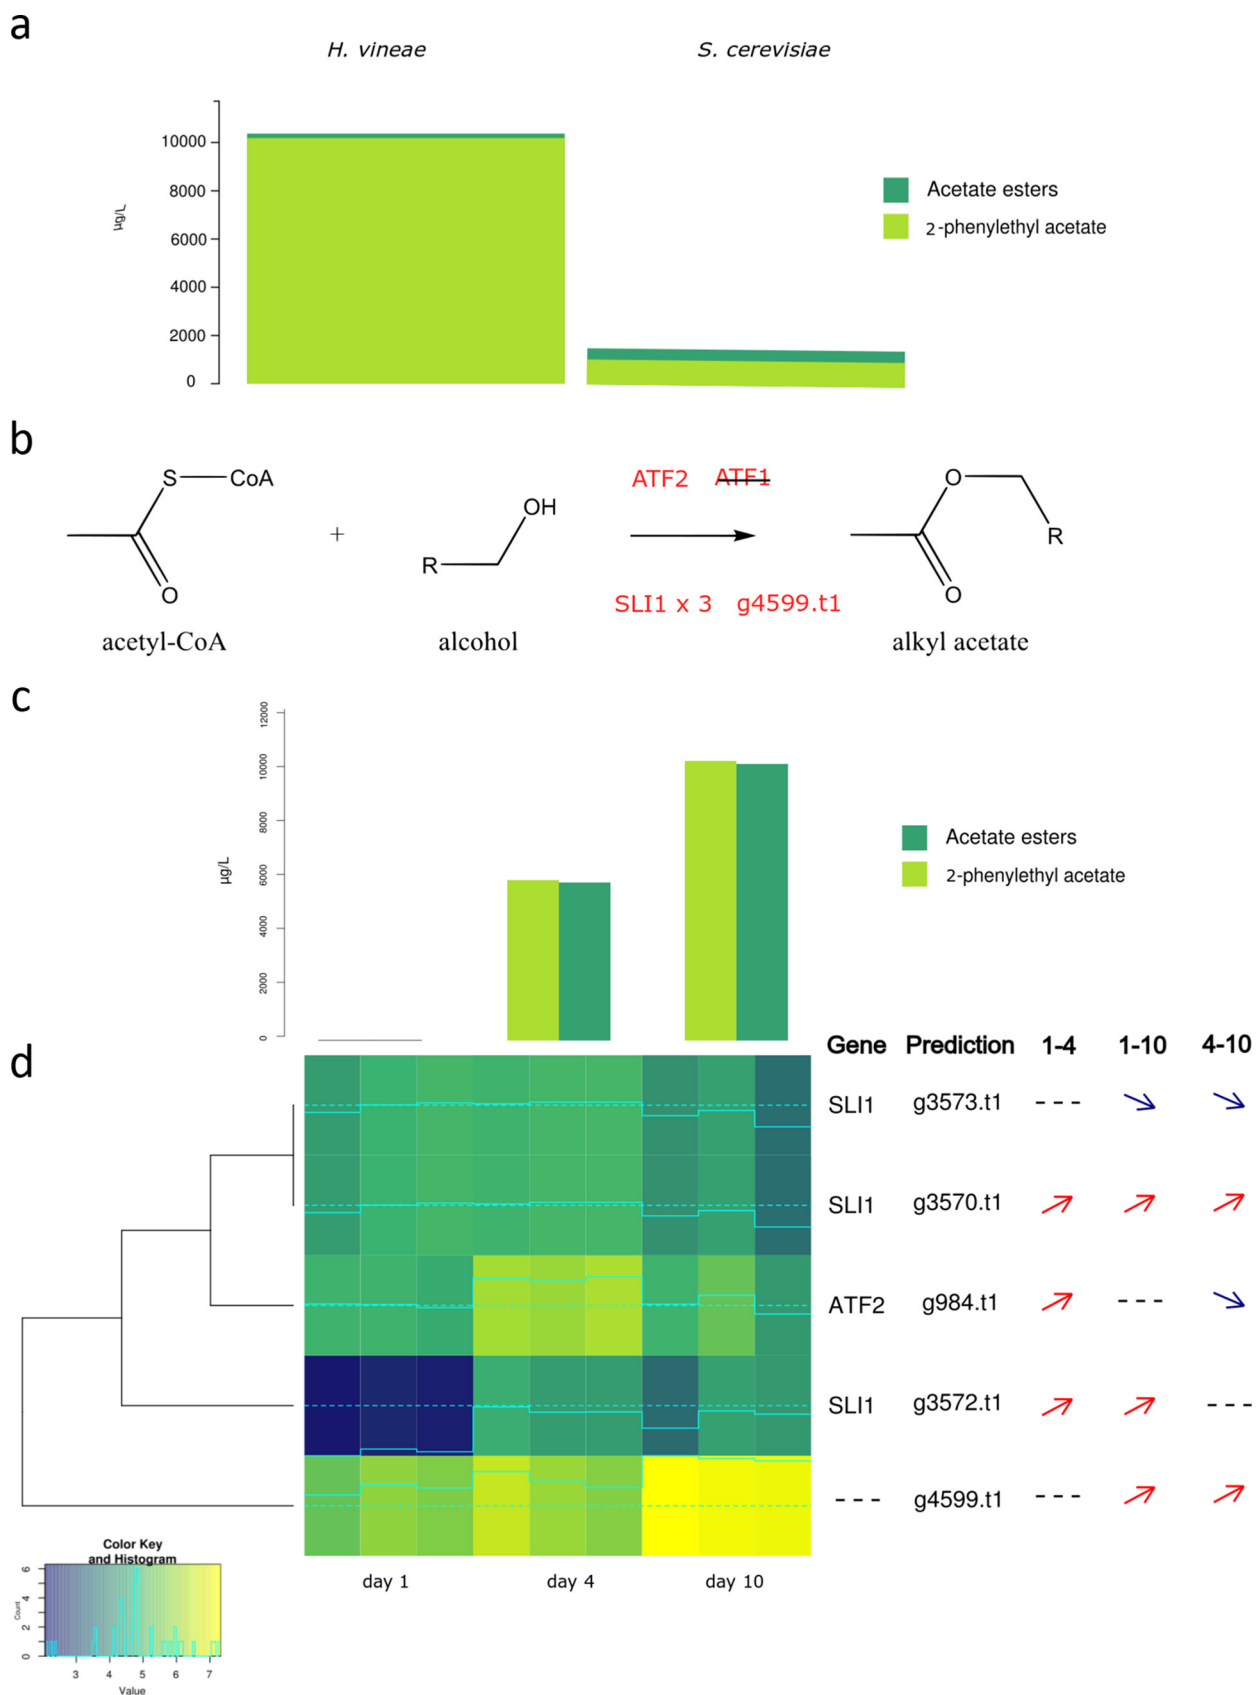 a
H. vineae
S. cerevisiae
10000
8000
6000
4000
2000
0
µg/L
Acetate esters
2-phenylethyl acetate
b
S CoA
O
acetyl-CoA
+
OH
R
alcohol
ATF2 ATF1
SLI1 x 3 g4599.t1
O
R
O
alkyl acetate
c
12000
10000
8000
6000
4000
2000
0
µg/L
Acetate esters
2-phenylethyl acetate
d
Gene Prediction 1-4 1-10 4-10
SLI1 g3573.t1 ---
SLI1 g3570.t1
ATF2 g984.t1 ---
SLI1 g3572.t1 ---
--- g4599.t1 ---
day 1 day 4 day 10
Color Key
and Histogram
6
4
2
0
Count
3 4 5 6 7
Value